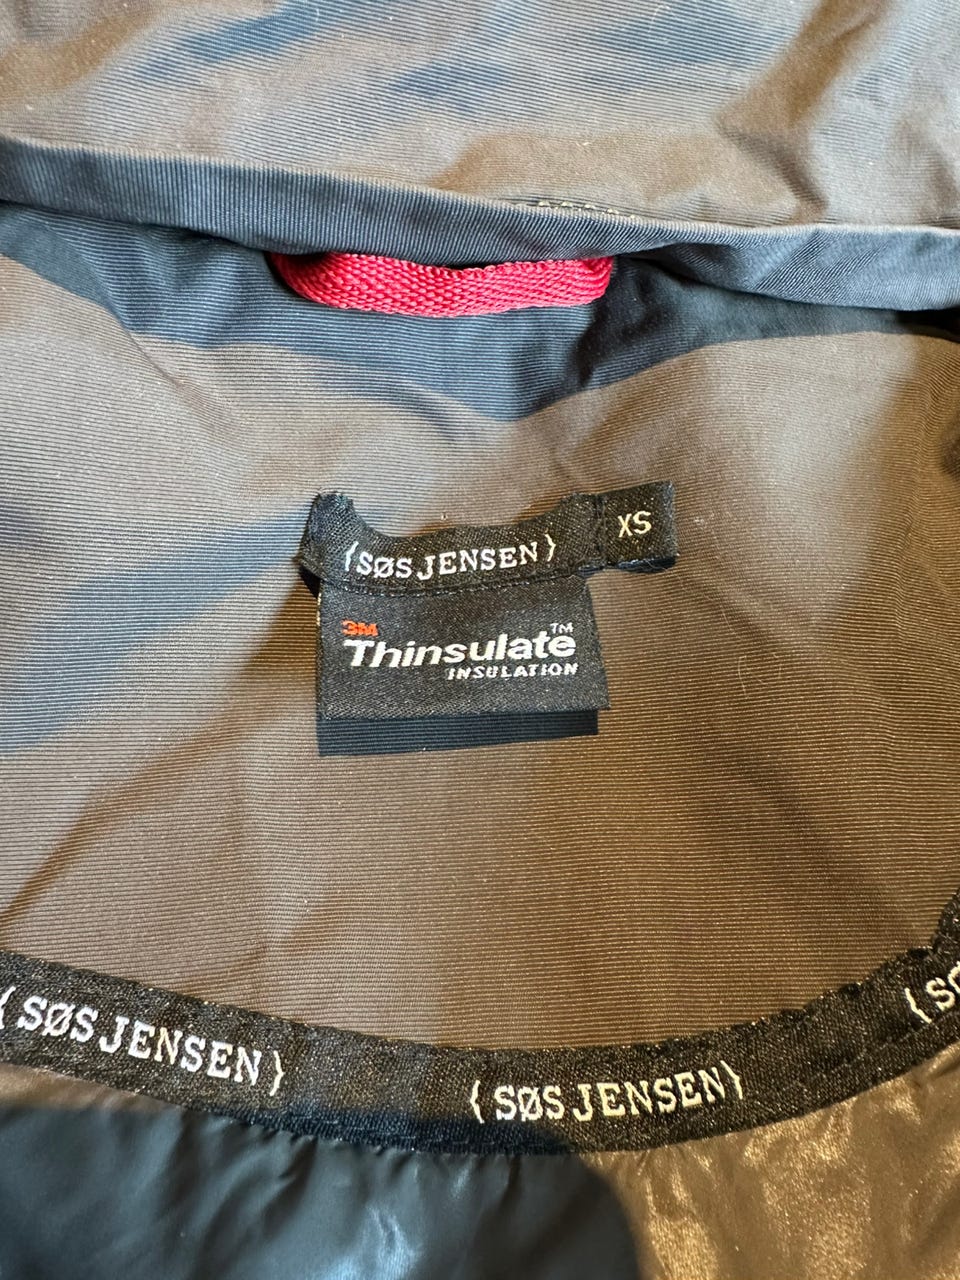 {SØS JENSEN}
XS
3M
Thinsulate™
INSULATION
{SØS JENSEN}
{SØS JENSEN}